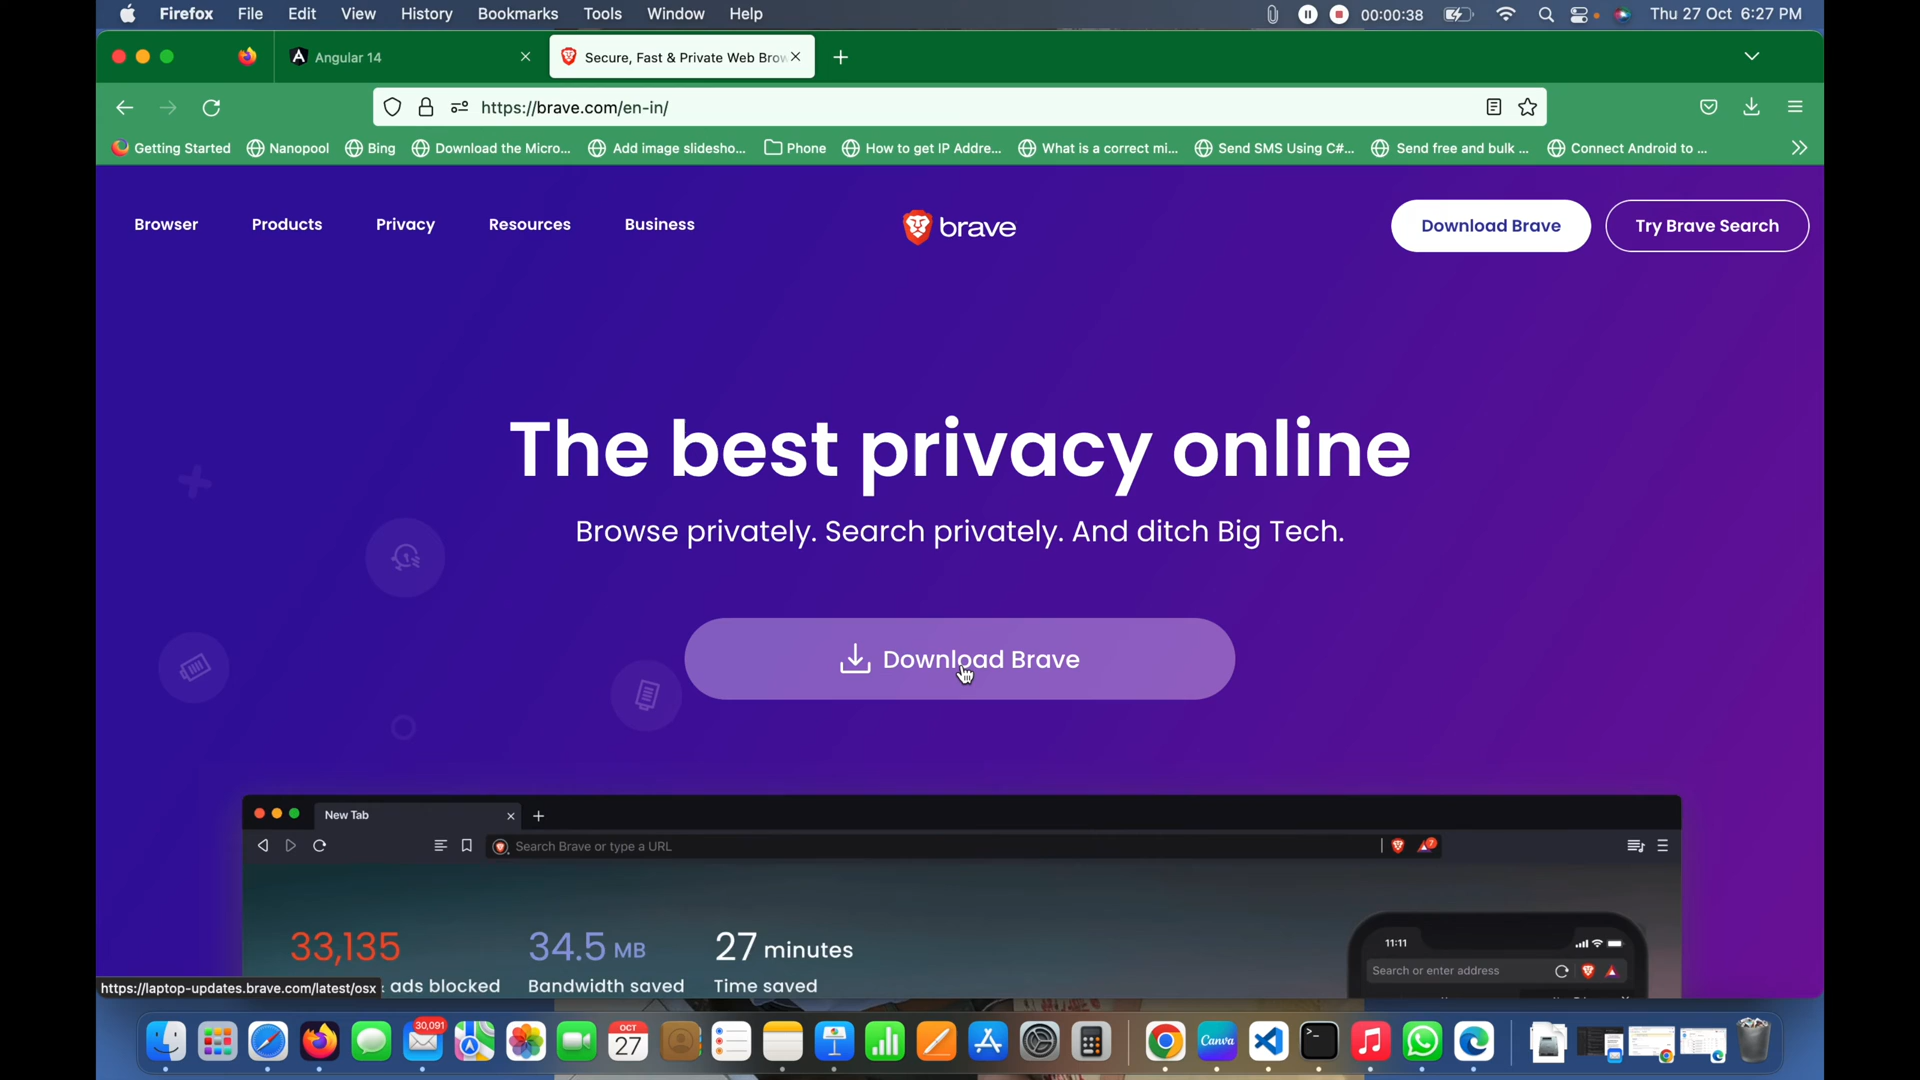 Firefox File Edit View History Bookmarks Tools Window Help 00:00:38 Thu 27 Oct 6:27 PM
Angular 14 Secure, Fast & Private Web Brow
https://brave.com/en-in/
Getting Started Nanopool Bing Download the Micro... Add image slidesho... Phone How to get IP Addre... What is a correct mi... Send SMS Using C#... Send free and bulk ... Connect Android to ...
Browser Products Privacy Resources Business brave Download Brave Try Brave Search
The best privacy online
Browse privately. Search privately. And ditch Big Tech.
Download Brave
New Tab
Search Brave or type a URL 7
33,135 34.5 MB 27 minutes
11:11
Search or enter address
https://laptop-updates.brave.com/latest/osx ads blocked Bandwidth saved Time saved
30,091 OCT
27 Canva